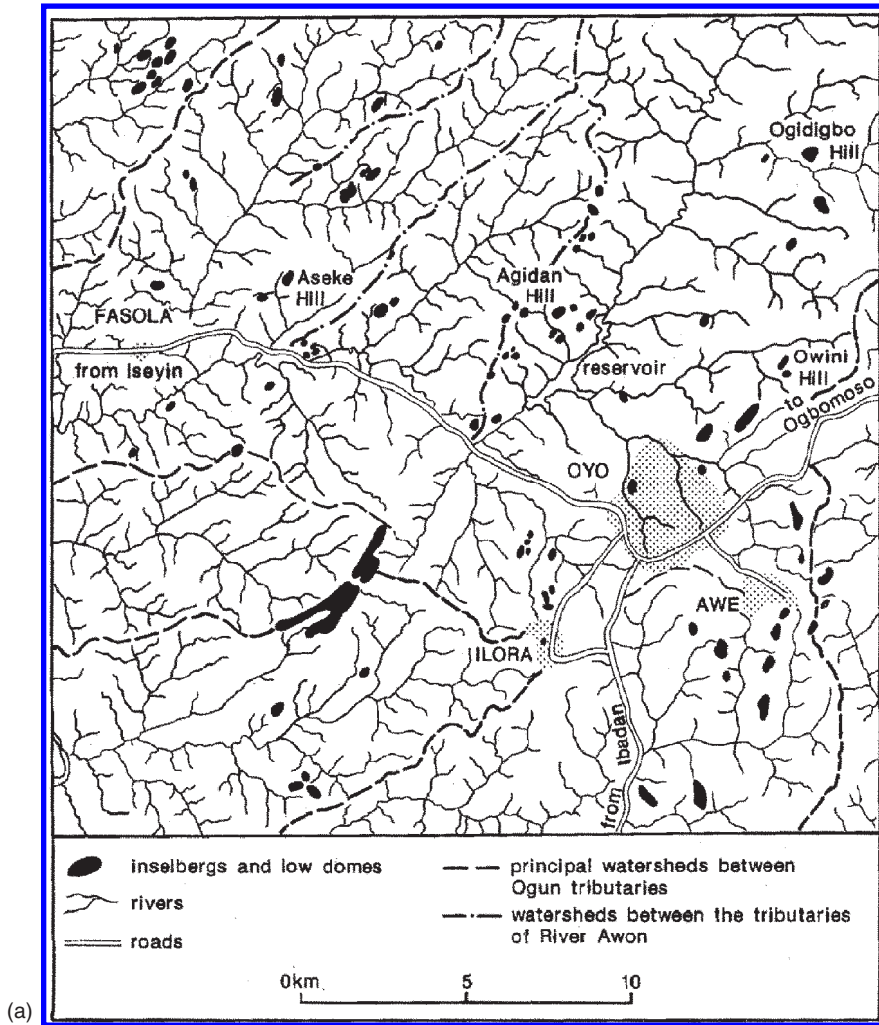 Ogidigbo
Hill
Aseke
Hill
Agidan
Hill
FASOLA
from Iseyin
reservoir
Owini
Hill
to
Ogbomoso
OYO
AWE
ILORA
from Ibadan
inselbergs and low domes
rivers
roads
principal watersheds between
Ogun tributaries
watersheds between the tributaries
of River Awon
0km 5 10
(a)